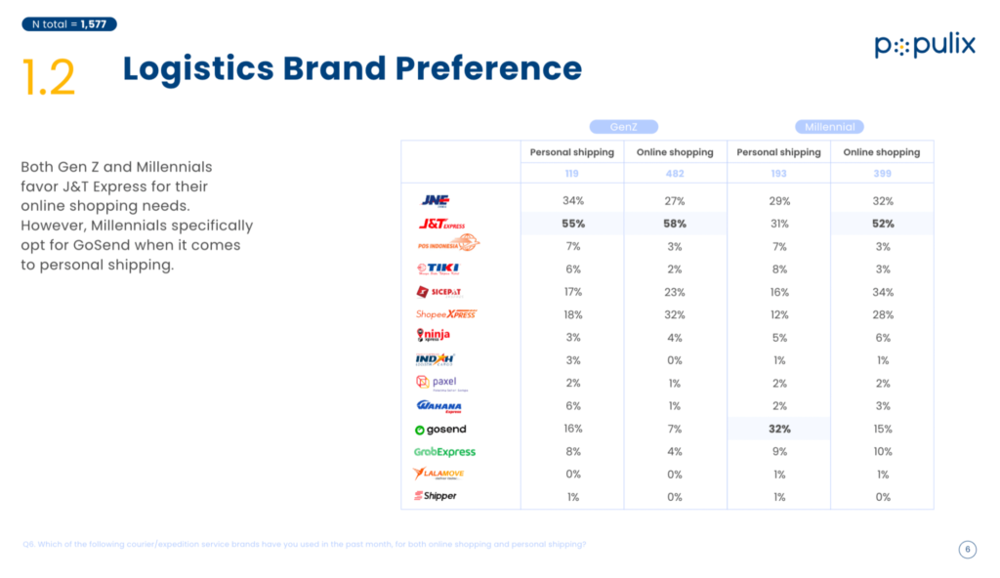 N total = 1,577
populix
1.2 Logistics Brand Preference
GenZ Millennial
Both Gen Z and Millennials
favor J&T Express for their
online shopping needs.
However, Millennials specifically
opt for GoSend when it comes
to personal shipping.
Personal shipping Online shopping Personal shipping Online shopping
119 482 193 399
JNE 34% 27% 29% 32%
J&T EXPRESS 55% 58% 31% 52%
POS INDONESIA 7% 3% 7% 3%
TIKI 6% 2% 8% 3%
SICEPAT 17% 23% 16% 34%
Shopee XPRESS 18% 32% 12% 28%
ninja xpress 3% 4% 5% 6%
INDAH 3% 0% 1% 1%
paxel 2% 1% 2% 2%
WAHANA Express 6% 1% 2% 3%
gosend 16% 7% 32% 15%
GrabExpress 8% 4% 9% 10%
LALAMOVE 0% 0% 1% 1%
Shipper 1% 0% 1% 0%
Q8. Which of the following courier/expedition service brands have you used in the past month, for both online shopping and personal shipping?
6